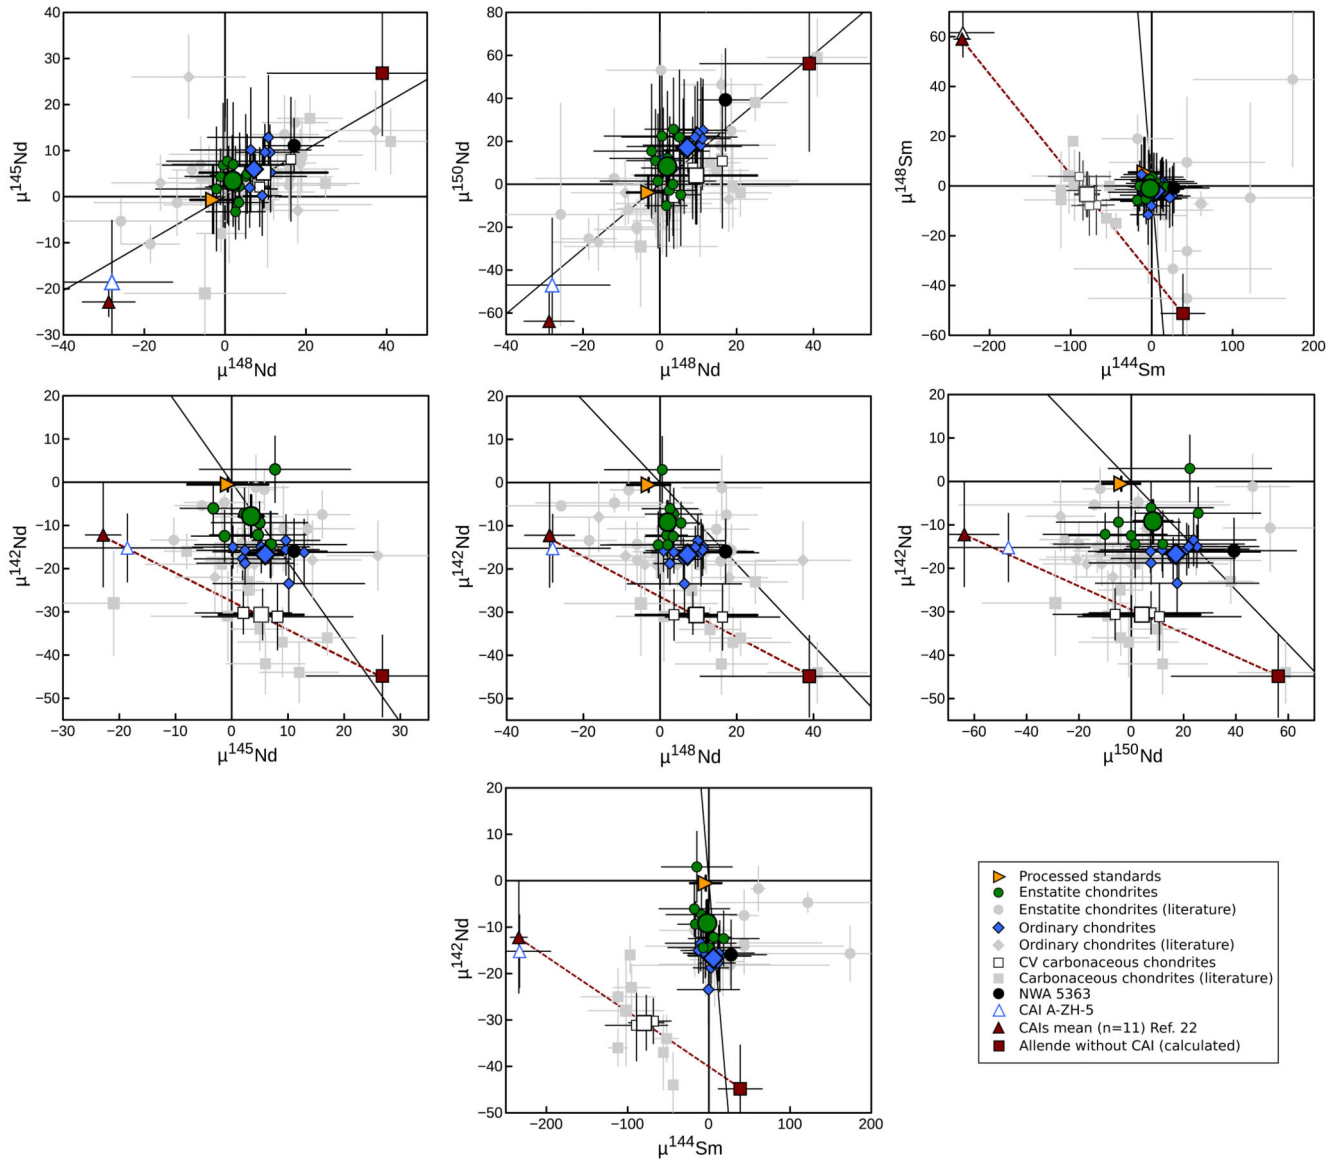 40
30
20
10
0
−10
−20
−30
μ¹⁴⁵Nd
−40 −20 0 20 40
μ¹⁴⁸Nd
80
60
40
20
0
−20
−40
−60
μ¹⁵⁰Nd
−40 −20 0 20 40
μ¹⁴⁸Nd
60
40
20
0
−20
−40
−60
μ¹⁴⁸Sm
−200 −100 0 100 200
μ¹⁴⁴Sm
20
10
0
−10
−20
−30
−40
−50
μ¹⁴²Nd
−30 −20 −10 0 10 20 30
μ¹⁴⁵Nd
20
10
0
−10
−20
−30
−40
−50
μ¹⁴²Nd
−40 −20 0 20 40
μ¹⁴⁸Nd
20
10
0
−10
−20
−30
−40
−50
μ¹⁴²Nd
−60 −40 −20 0 20 40 60
μ¹⁵⁰Nd
20
10
0
−10
−20
−30
−40
−50
μ¹⁴²Nd
−200 −100 0 100 200
μ¹⁴⁴Sm
Processed standards
Enstatite chondrites
Enstatite chondrites (literature)
Ordinary chondrites
Ordinary chondrites (literature)
CV carbonaceous chondrites
Carbonaceous chondrites (literature)
NWA 5363
CAI A-ZH-5
CAIs mean (n=11) Ref. 22
Allende without CAI (calculated)